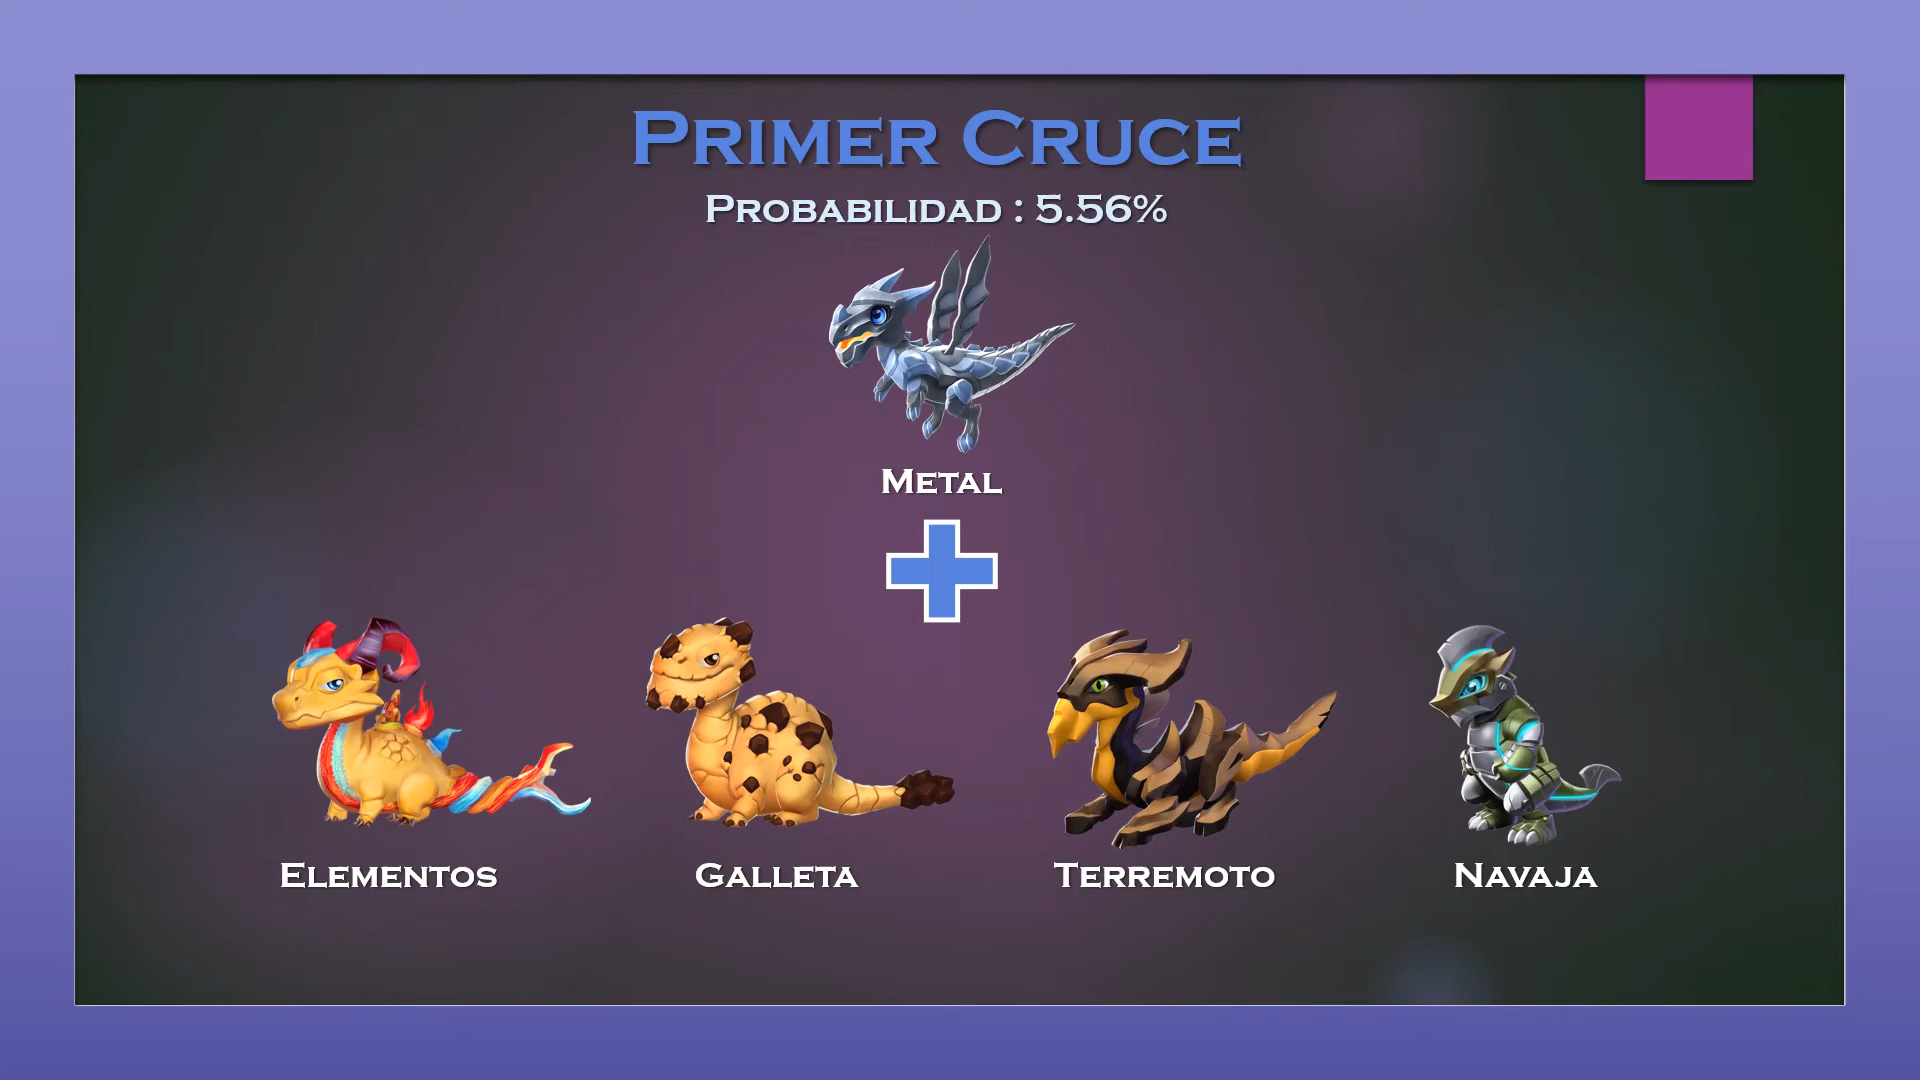 Primer Cruce
Probabilidad : 5.56%
Metal
Elementos
Galleta
Terremoto
Navaja